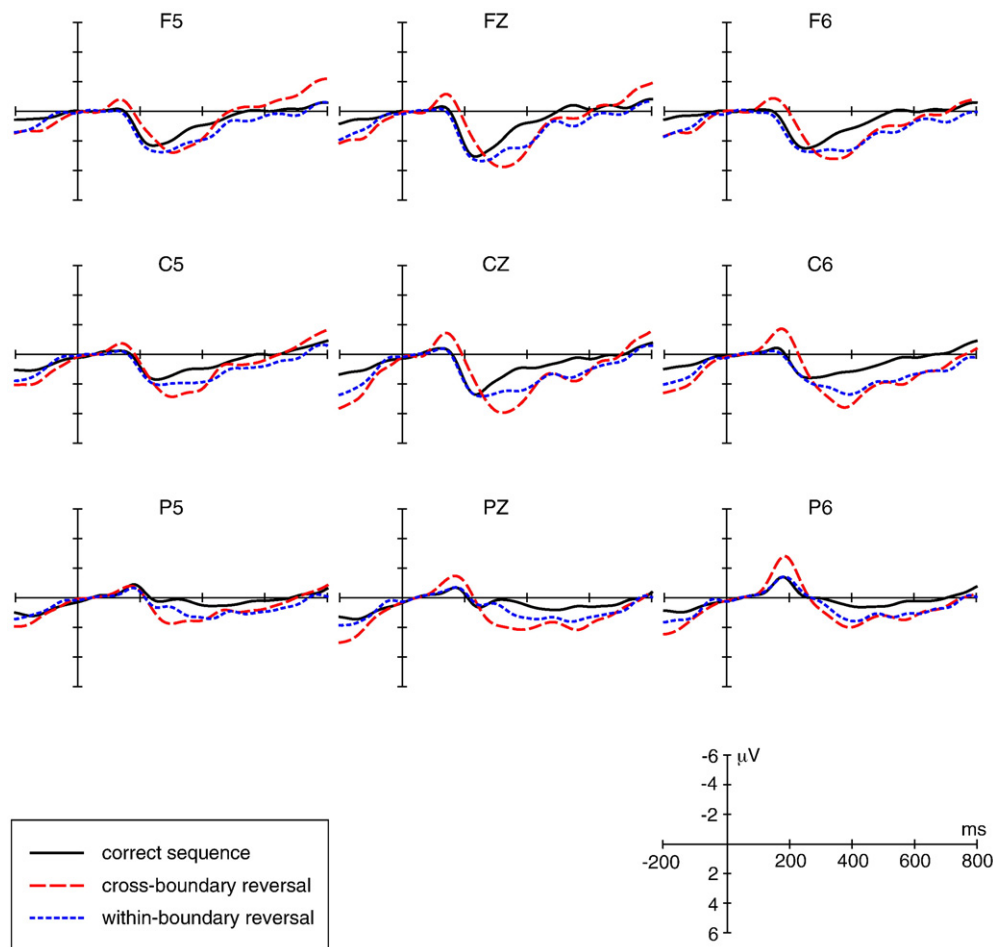 F5 FZ F6
C5 CZ C6
P5 PZ P6
-6 μV
-4
-2
ms
-200 200 400 600 800
2
4
6
correct sequence
cross-boundary reversal
within-boundary reversal